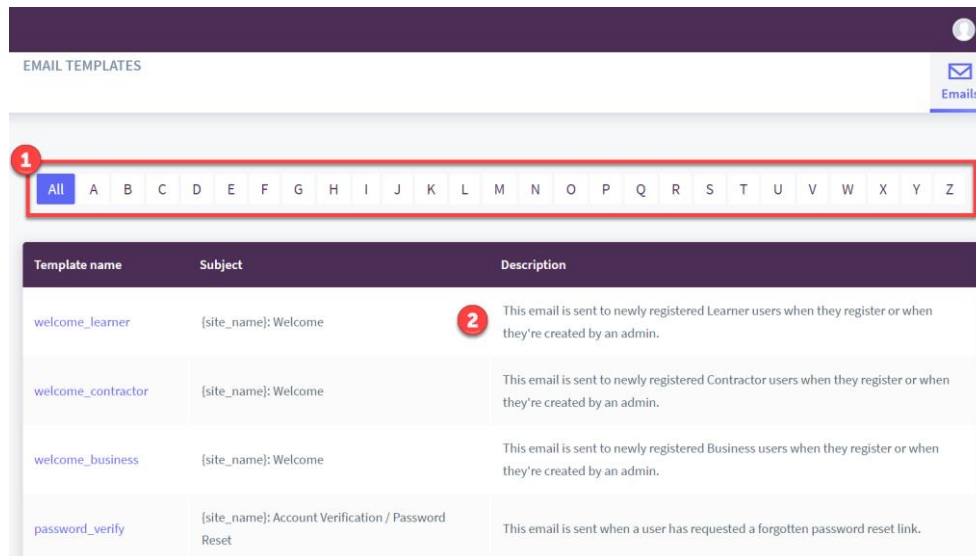 EMAIL TEMPLATES
Emails
1
All A B C D E F G H I J K L M N O P Q R S T U V W X Y Z
Template name Subject Description
welcome_learner {site_name}: Welcome 2 This email is sent to newly registered Learner users when they register or when
they're created by an admin.
welcome_contractor {site_name}: Welcome This email is sent to newly registered Contractor users when they register or when
they're created by an admin.
welcome_business {site_name}: Welcome This email is sent to newly registered Business users when they register or when
they're created by an admin.
password_verify {site_name}: Account Verification / Password
Reset
This email is sent when a user has requested a forgotten password reset link.